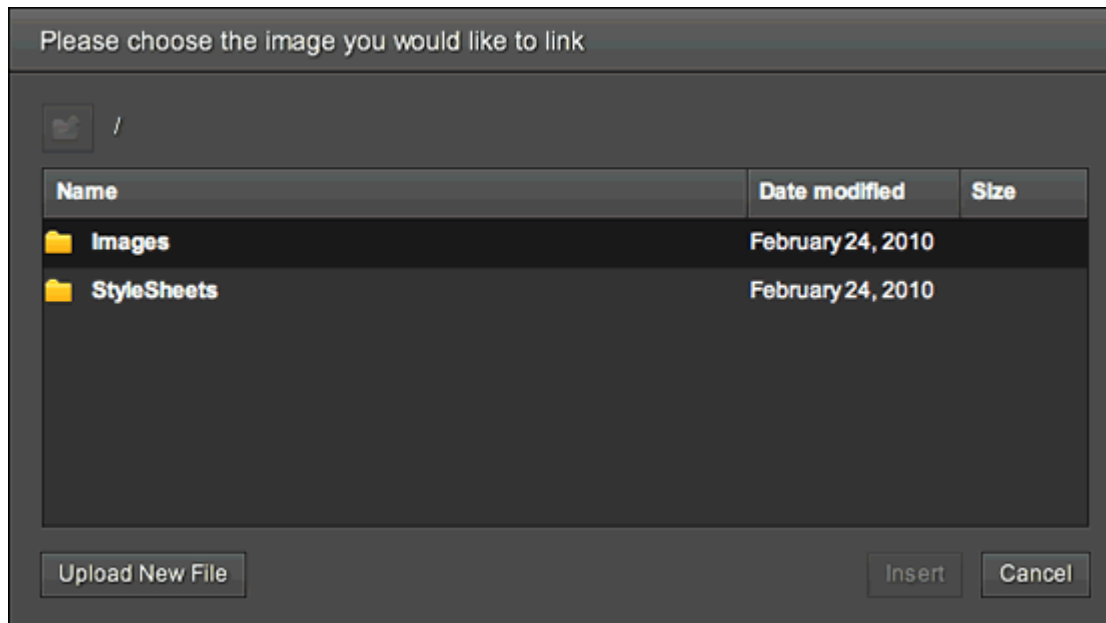 Please choose the image you would like to link
/
Name Date modified Size
Images February 24, 2010
StyleSheets February 24, 2010
Upload New File Insert Cancel